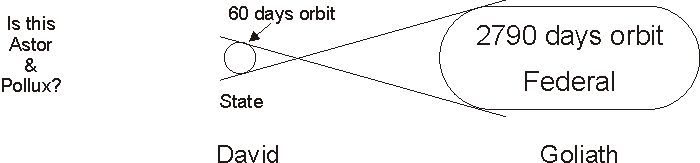 Is this
Astor
&
Pollux?
60 days orbit
State
David
2790 days orbit
Federal
Goliath